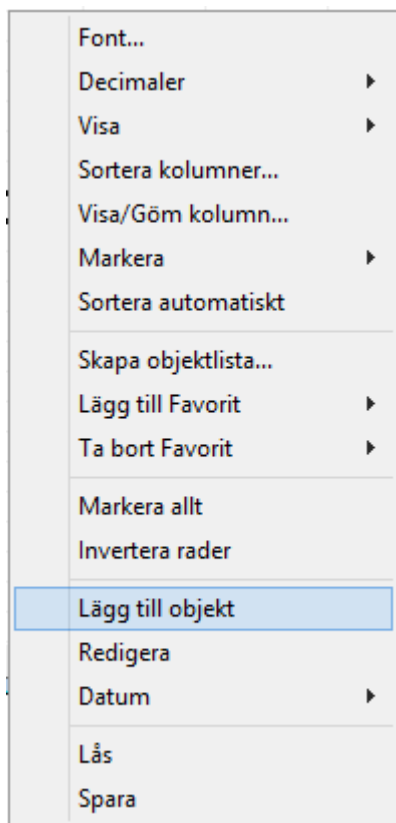 Font...
Decimaler
Visa
Sortera kolumner...
Visa/Göm kolumn...
Markera
Sortera automatiskt
Skapa objektlista...
Lägg till Favorit
Ta bort Favorit
Markera allt
Invertera rader
Lägg till objekt
Redigera
Datum
Lås
Spara